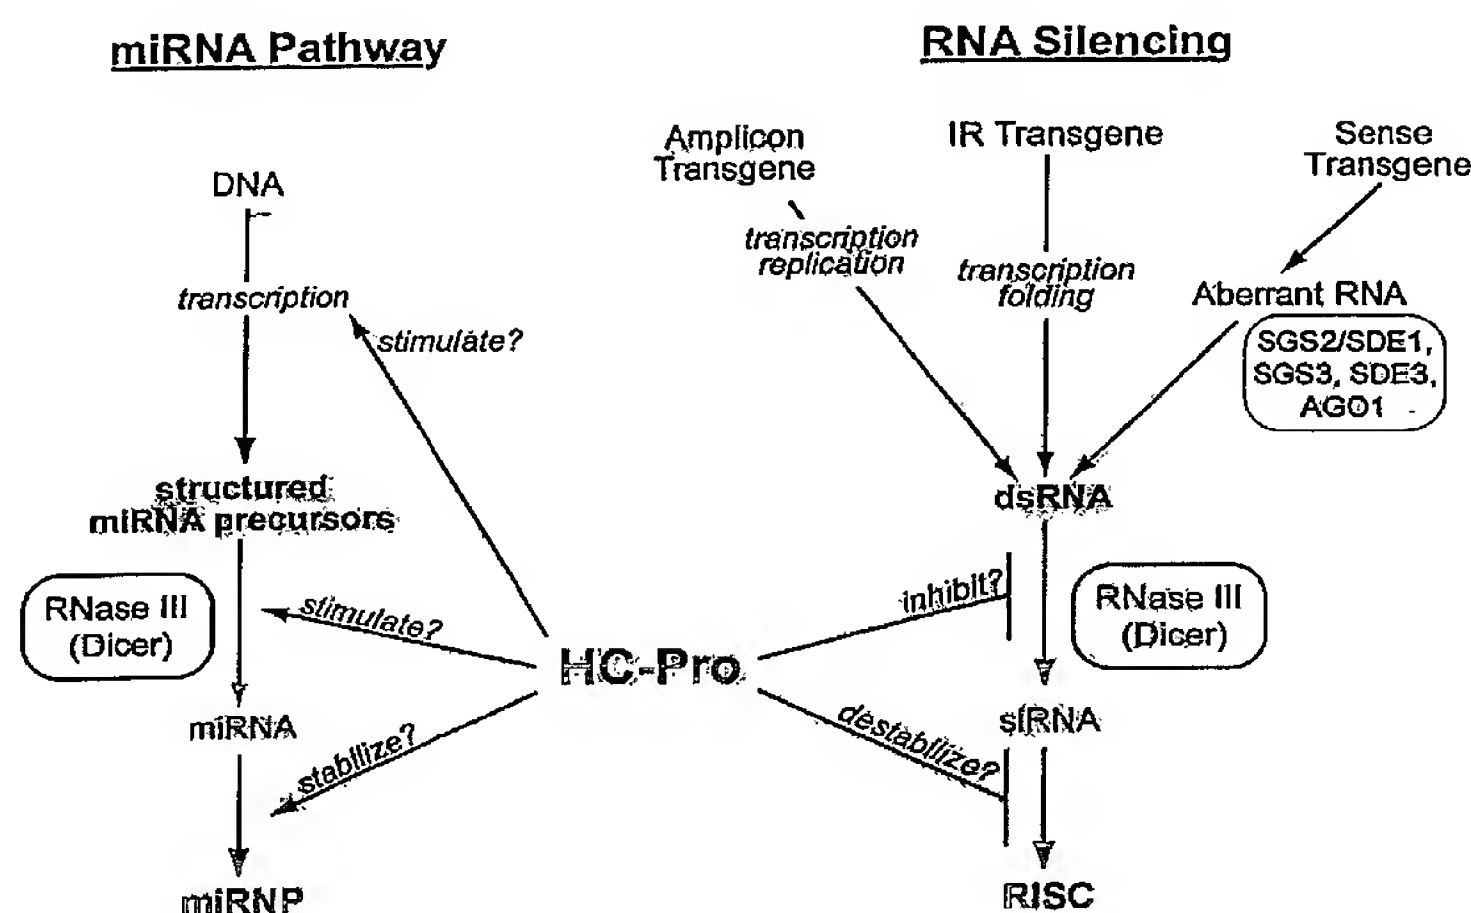 miRNA Pathway
DNA
transcription
stimulate?
structured
miRNA precursors
RNase III
(Dicer)
stimulate?
miRNA
stabilize?
miRNP
HC-Pro
RNA Silencing
Amplicon
Transgene
transcription
replication
IR Transgene
transcription
folding
Sense
Transgene
Aberrant RNA
SGS2/SDE1,
SGS3, SDE3,
AGO1
dsRNA
inhibit?
RNase III
(Dicer)
siRNA
destabilize?
RISC